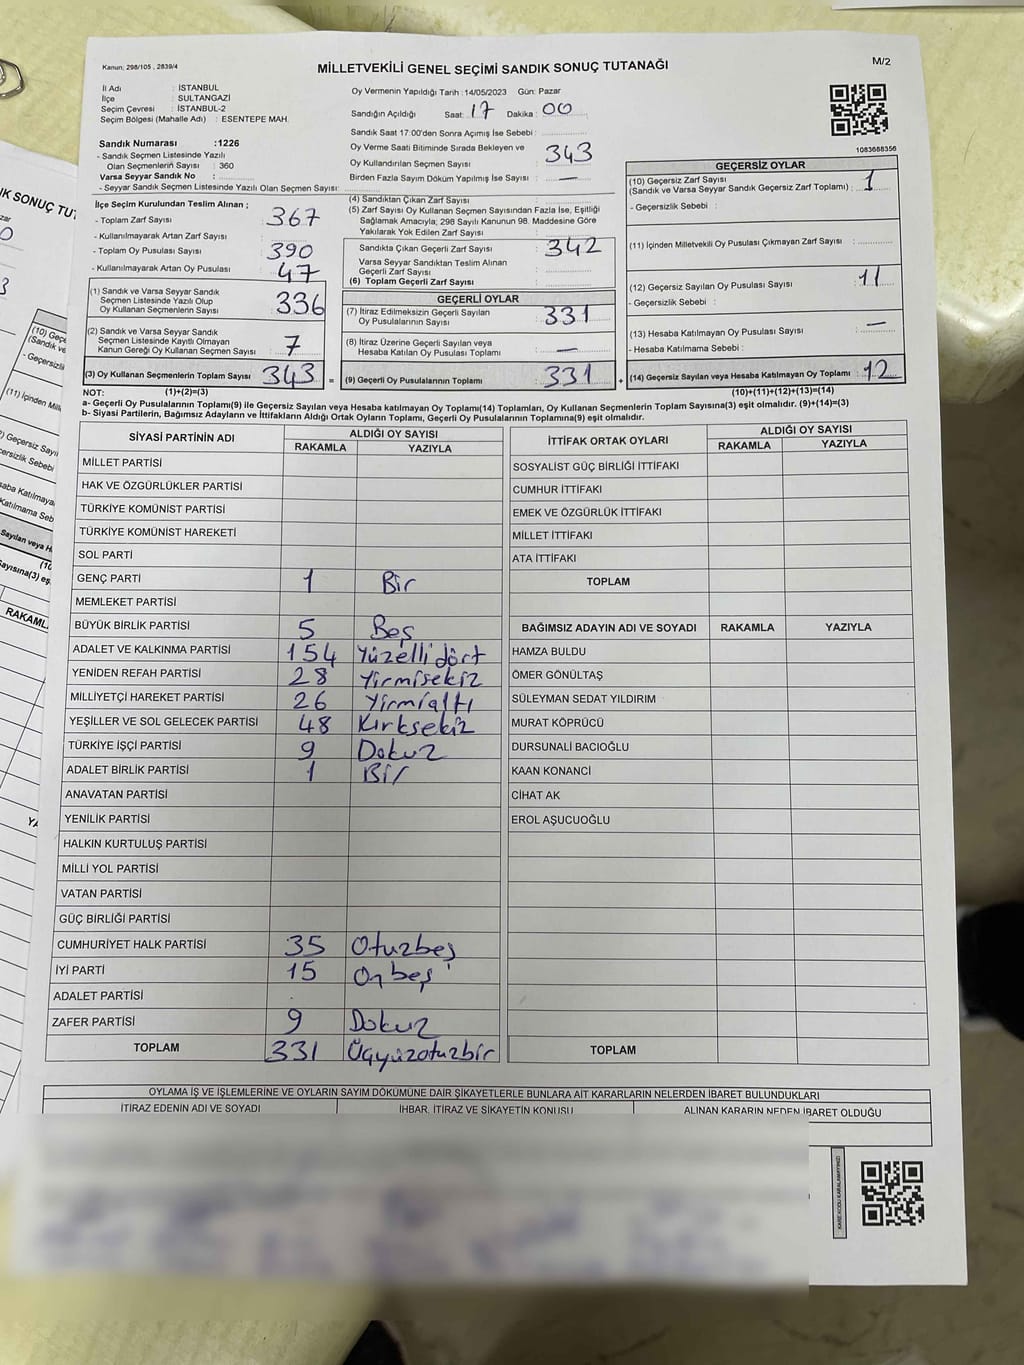 Kanun: 298/105 , 2839/4
MİLLETVEKİLİ GENEL SEÇİMİ SANDIK SONUÇ TUTANAĞI
M/2
İl Adı : İSTANBUL
İlçe : SULTANGAZİ
Seçim Çevresi : İSTANBUL-2
Seçim Bölgesi (Mahalle Adı) : ESENTEPE MAH.
Oy Vermenin Yapıldığı Tarih :14/05/2023 Gün: Pazar
Sandığın Açıldığı Saat: 17 Dakika : 00
Sandık Saat 17:00'den Sonra Açımış İse Sebebi :
Oy Verme Saati Bitiminde Sırada Bekleyen ve
Oy Kullandırılan Seçmen Sayısı : 343
Birden Fazla Sayım Döküm Yapılmış İse Sayısı : —
1083688356
Sandık Numarası :1226
- Sandık Seçmen Listesinde Yazılı
Olan Seçmenlerin Sayısı : 360
Varsa Seyyar Sandık No :
- Seyyar Sandık Seçmen Listesinde Yazılı Olan Seçmen Sayısı:
İlçe Seçim Kurulundan Teslim Alınan ;
- Toplam Zarf Sayısı : 367
- Kullanılmayarak Artan Zarf Sayısı :
- Toplam Oy Pusulası Sayısı : 390
- Kullanılmayarak Artan Oy Pusulası : 47
(1) Sandık ve Varsa Seyyar Sandık
Seçmen Listesinde Yazılı Olup
Oy Kullanan Seçmen Sayısı : 336
(2) Sandık ve Varsa Seyyar Sandık
Seçmen Listesinde Kayıtlı Olmayan
Kanun Gereği Oy Kullanan Seçmen Sayısı : 7
(3) Oy Kullanan Seçmenlerin Toplam Sayısı : 343
(4) Sandıktan Çıkan Zarf Sayısı :
(5) Zarf Sayısı Oy Kullanan Seçmen Sayısından Fazla İse, Eşitliği
Sağlamak Amacıyla; 298 Sayılı Kanunun 98. Maddesine Göre
Yakılarak Yok Edilen Zarf Sayısı :
Sandıkta Çıkan Geçerli Zarf Sayısı : 342
Varsa Seyyar Sandıktan Teslim Alınan
Geçerli Zarf Sayısı :
(6) Toplam Geçerli Zarf Sayısı :
GEÇERLİ OYLAR
(7) İtiraz Edilmeksizin Geçerli Sayılan
Oy Pusulalarının Sayısı : 331
(8) İtiraz Üzerine Geçerli Sayılan veya
Hesaba Katılan Oy Pusulası Toplamı : —
= (9) Geçerli Oy Pusulalarının Toplamı : 331
GEÇERSİZ OYLAR
(10) Geçersiz Zarf Sayısı
(Sandık ve Varsa Seyyar Sandık Geçersiz Zarf Toplamı) : 1
- Geçersizlik Sebebi :
(11) İçinden Milletvekili Oy Pusulası Çıkmayan Zarf Sayısı :
(12) Geçersiz Sayılan Oy Pusulası Sayısı : 11
- Geçersizlik Sebebi :
(13) Hesaba Katılmayan Oy Pusulası Sayısı : —
- Hesaba Katılmama Sebebi :
+ (14) Geçersiz Sayılan veya Hesaba Katılmayan Oy Toplamı : 12
NOT: (1)+(2)=(3) (10)+(11)+(12)+(13)=(14)
a- Geçerli Oy Pusulalarının Toplamı(9) ile Geçersiz Sayılan veya Hesaba katılmayan Oy Toplamı(14) Toplamları, Oy Kullanan Seçmenlerin Toplam Sayısına(3) eşit olmalıdır. (9)+(14)=(3)
b- Siyasi Partilerin, Bağımsız Adayların ve İttifakların Aldığı Ortak Oyların Toplamı, Geçerli Oy Pusulalarının Toplamına(9) eşit olmalıdır.
SİYASİ PARTİNİN ADI ALDIĞI OY SAYISI
RAKAMLA YAZIYLA
MİLLET PARTİSİ
HAK VE ÖZGÜRLÜKLER PARTİSİ
TÜRKİYE KOMÜNİST PARTİSİ
TÜRKİYE KOMÜNİST HAREKETİ
SOL PARTİ
GENÇ PARTİ 1 Bir
MEMLEKET PARTİSİ
BÜYÜK BİRLİK PARTİSİ 5 Beş
ADALET VE KALKINMA PARTİSİ 154 Yüzellidört
YENİDEN REFAH PARTİSİ 28 Yirmisekiz
MİLLİYETÇİ HAREKET PARTİSİ 26 Yirmialtı
YEŞİLLER VE SOL GELECEK PARTİSİ 48 Kırksekiz
TÜRKİYE İŞÇİ PARTİSİ 9 Dokuz
ADALET BİRLİK PARTİSİ 1 Bir
ANAVATAN PARTİSİ
YENİLİK PARTİSİ
HALKIN KURTULUŞ PARTİSİ
MİLLİ YOL PARTİSİ
VATAN PARTİSİ
GÜÇ BİRLİĞİ PARTİSİ
CUMHURİYET HALK PARTİSİ 35 Otuzbeş
İYİ PARTİ 15 Onbeş
ADALET PARTİSİ
ZAFER PARTİSİ 9 Dokuz
TOPLAM 331 Üçyüzotuzbir
İTTİFAK ORTAK OYLARI ALDIĞI OY SAYISI
RAKAMLA YAZIYLA
SOSYALİST GÜÇ BİRLİĞİ İTTİFAKI
CUMHUR İTTİFAKI
EMEK VE ÖZGÜRLÜK İTTİFAKI
MİLLET İTTİFAKI
ATA İTTİFAKI
TOPLAM
BAĞIMSIZ ADAYIN ADI VE SOYADI RAKAMLA YAZIYLA
HAMZA BULDU
ÖMER GÖNÜLTAŞ
SÜLEYMAN SEDAT YILDIRIM
MURAT KÖPRÜCÜ
DURSUNALİ BACIOĞLU
KAAN KONANCİ
CİHAT AK
EROL AŞUCUOĞLU
TOPLAM
OYLAMA İŞ VE İŞLEMLERİNE VE OYLARIN SAYIM DÖKÜMÜNE DAİR ŞİKAYETLERLE BUNLARA AİT KARARLARIN NELERDEN İBARET BULUNDUKLARI
İTİRAZ EDENİN ADI VE SOYADI İHBAR, İTİRAZ VE ŞİKAYETİN KONUSU ALINAN KARARIN NEDEN İBARET OLDUĞU